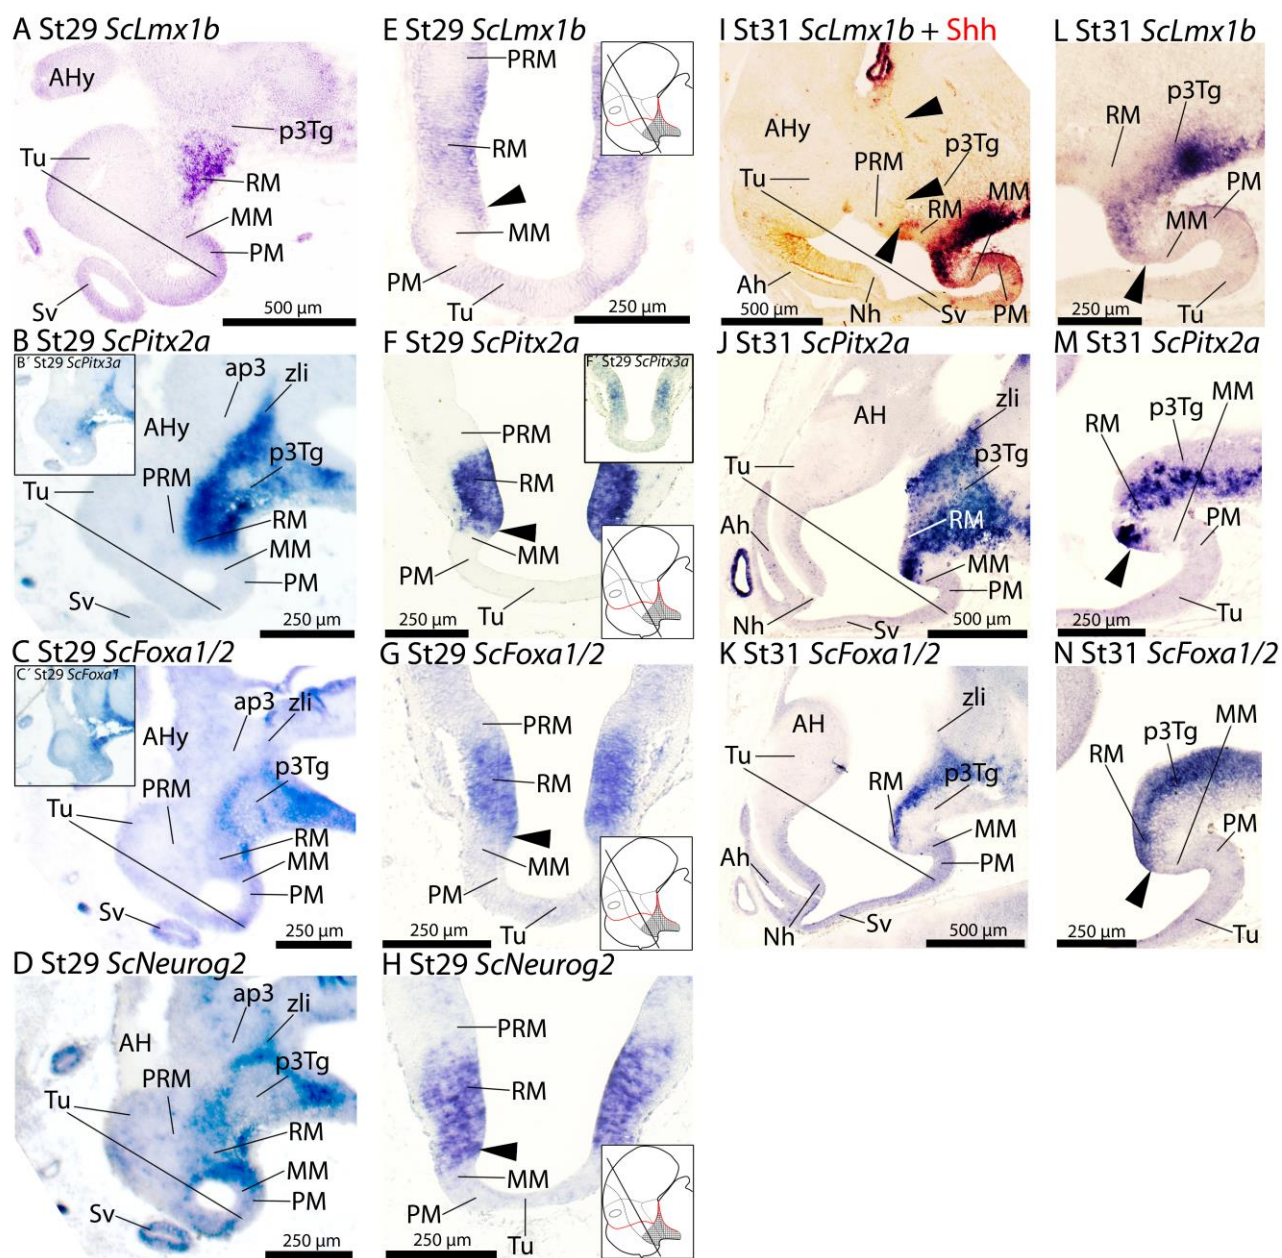 A St29 ScLmx1b
AHy
p3Tg
Tu
RM
MM
PM
Sv
500 µm
E St29 ScLmx1b
PRM
RM
MM
PM
Tu
250 µm
I St31 ScLmx1b + Shh
AHy
p3Tg
Tu
PRM
MM
RM
Ah
Nh
Sv
PM
500 µm
L St31 ScLmx1b
p3Tg
RM
PM
MM
Tu
250 µm
B St29 ScPitx2a
B´ St29 ScPitx3a
ap3
zli
AHy
p3Tg
PRM
Tu
RM
MM
PM
Sv
250 µm
F St29 ScPitx2a
F´ St29 ScPitx3a
PRM
RM
MM
PM
Tu
250 µm
J St31 ScPitx2a
AH
zli
Tu
p3Tg
RM
Ah
MM
PM
Nh
Sv
500 µm
M St31 ScPitx2a
MM
p3Tg
RM
PM
Tu
250 µm
C St29 ScFoxa1/2
C´ St29 ScFoxa1
ap3
zli
AHy
p3Tg
PRM
Tu
RM
MM
PM
Sv
250 µm
G St29 ScFoxa1/2
PRM
RM
MM
PM
Tu
250 µm
K St31 ScFoxa1/2
zli
AH
Tu
RM
p3Tg
MM
Ah
PM
Nh
Sv
500 µm
N St31 ScFoxa1/2
MM
p3Tg
RM
PM
Tu
250 µm
D St29 ScNeurog2
ap3
zli
AH
p3Tg
PRM
Tu
RM
MM
PM
Sv
250 µm
H St29 ScNeurog2
PRM
RM
MM
PM
Tu
250 µm